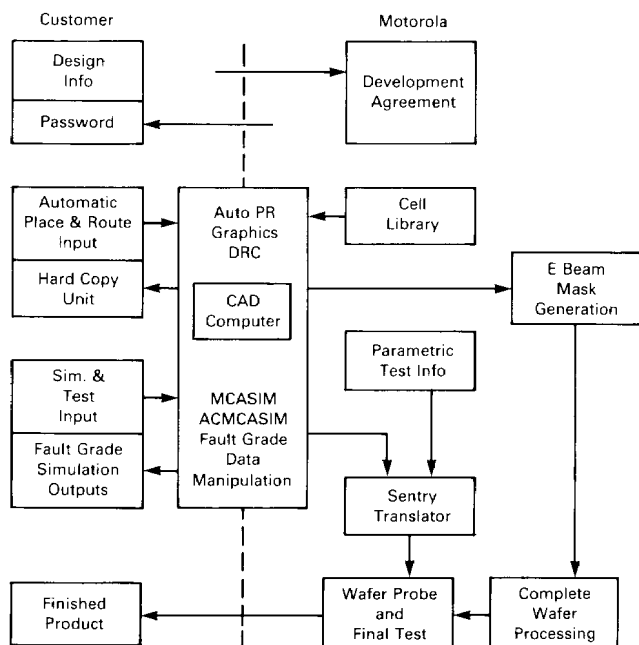 Customer
Motorola
Design
Info
Password
Development
Agreement
Automatic
Place & Route
Input
Hard Copy
Unit
Auto PR
Graphics
DRC
CAD
Computer
Cell
Library
E Beam
Mask
Generation
Sim. &
Test
Input
Fault Grade
Simulation
Outputs
MCASIM
ACMCASIM
Fault Grade
Data
Manipulation
Parametric
Test Info
Sentry
Translator
Finished
Product
Wafer Probe
and
Final Test
Complete
Wafer
Processing